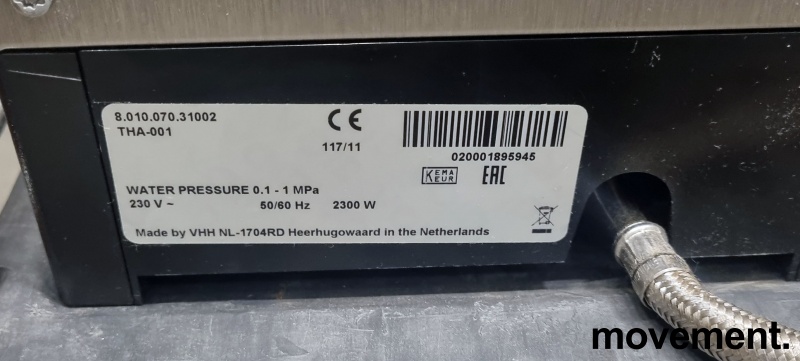 8.010.070.31002
THA-001
CE
117/11
020001895945
KEMA
KEUR
EAC
WATER PRESSURE 0.1 - 1 MPa
230 V ~ 50/60 Hz 2300 W
Made by VHH NL-1704RD Heerhugowaard in the Netherlands
movement.